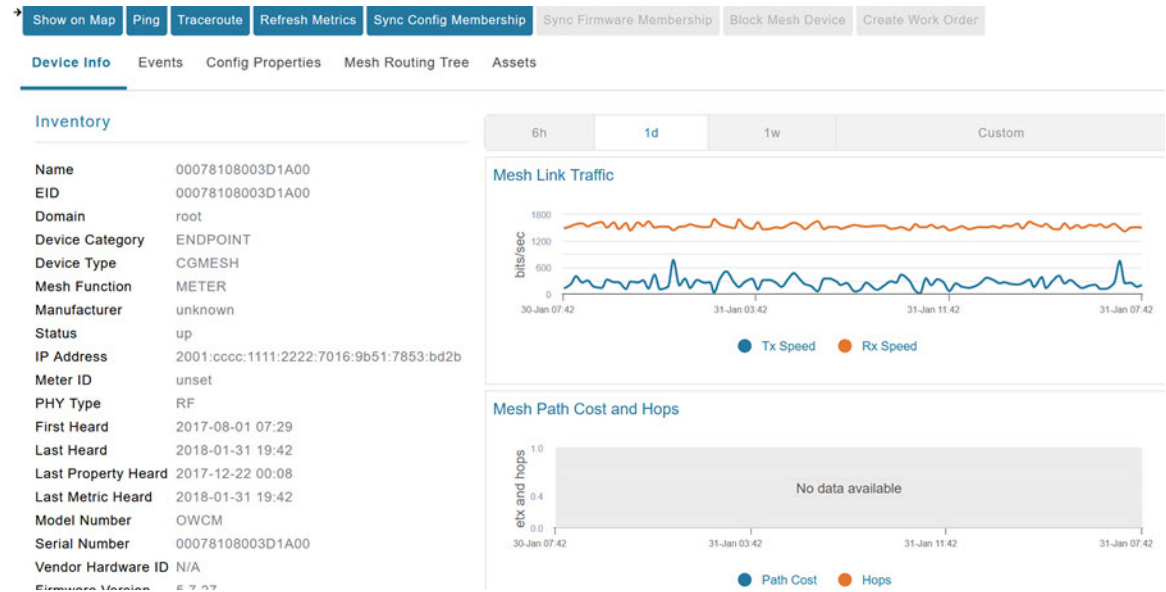 Show on Map Ping Traceroute Refresh Metrics Sync Config Membership Sync Firmware Membership Block Mesh Device Create Work Order
Device Info Events Config Properties Mesh Routing Tree Assets
Inventory
Name 00078108003D1A00
EID 00078108003D1A00
Domain root
Device Category ENDPOINT
Device Type CGMESH
Mesh Function METER
Manufacturer unknown
Status up
IP Address 2001:cccc:1111:2222:7016:9b51:7853:bd2b
Meter ID unset
PHY Type RF
First Heard 2017-08-01 07:29
Last Heard 2018-01-31 19:42
Last Property Heard 2017-12-22 00:08
Last Metric Heard 2018-01-31 19:42
Model Number OWCM
Serial Number 00078108003D1A00
Vendor Hardware ID N/A
Firmware Version 5.7.27
6h 1d 1w Custom
Mesh Link Traffic
bits/sec
1800
1200
600
0
30-Jan 07:42 31-Jan 03:42 31-Jan 11:42 31-Jan 07:42
Tx Speed Rx Speed
Mesh Path Cost and Hops
etx and hops
1.0
0.4
0.0
No data available
30-Jan 07:42 31-Jan 03:42 31-Jan 11:42 31-Jan 07:42
Path Cost Hops